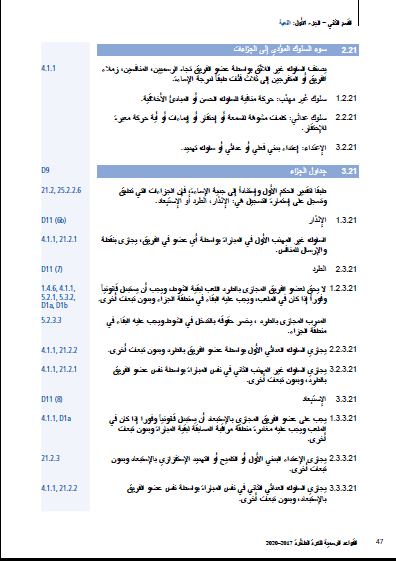 القسم الثاني – الجزء الأول: اللعبة
2.21 سوء السلوك المؤدي إلى الجزاءات
4.1.1 يصنف السلوك غير اللائق بواسطة عضو الفريق تجاه الرسميين، المنافسين، زملاء
الفريق أو المتفرجين إلى ثلاث فئات طبقاً لدرجة الإساءة.
1.2.21 سلوك غير مهذب: حركة منافية للسلوك الحسن أو المبادئ الأخلاقية.
2.2.21 سلوك عدائي: كلمات مشوهة للسمعة أو إحتقار أو إيماءات أو أية حركة معبرة
للإحتقار.
3.2.21 الإعتداء: إعتداء بدني فعلي أو عدائي أو سلوك تهديد.
3.21 جداول الجزاء D9
21.2, 25.2.2.6 طبقا لتقدير الحكم الأول وإستناداً إلى جدية الإساءة، فإن الجزاءات التي تطبق
وتسجل على إستمارة التسجيل هي: الإنذار، الطرد أو الإستبعاد.
1.3.21 الإنذار D11 (6b)
4.1.1, 21.2.1 السلوك غير المهذب الأول في المباراة بواسطة أي عضو في الفريق، يجزى بنقطة
والإرسال للمنافس.
2.3.21 الطرد D11 (7)
1.2.3.21 لا يحق لعضو الفريق المجازى بالطرد اللعب لبقية الشوط، ويجب أن يستبدل قانونياً 1.4.6, 4.1.1,
وفوراً إذا كان في الملعب، ويجب عليه البقاء في منطقة الجزاء وبدون تبعات أخرى. 5.2.1, 5.3.2,
D1a, D1b
5.2.3.3 المدرب المجازى بالطرد ، يخسر حقوقه بالتدخل في الشوط ويجب عليه البقاء في
منطقة الجزاء.
2.2.3.21 يجزى السلوك العدائي الأول بواسطة عضو الفريق بالطرد وبدون تبعات أخرى. 4.1.1, 21.2.2
3.2.3.21 يجزى السلوك غير المهذب الثاني في نفس المباراة بواسطة نفس عضو الفريق 4.1.1, 21.2.1
بالطرد، وبدون تبعات أخرى.
3.3.21 الإستبعاد D11 (8)
1.3.3.21 يجب على عضو الفريق المجازى بالإستبعاد أن يستبدل قانونياً وفوراً إذا كان في 4.1.1, D1a
الملعب ويجب عليه مغادرة منطقة مراقبة المسابقة لبقية المباراة وبدون تبعات
أخرى.
2.3.3.21 يجزى الإعتداء البدني الأول أو التلميح أو التهديد الإستفزازي بالإستبعاد وبدون 21.2.3
تبعات أخرى.
3.3.3.21 يجزى السلوك العدائي الثاني في نفس المباراة بواسطة نفس عضو الفريق 4.1.1, 21.2.2
بالإستبعاد، وبدون تبعات أخرى.
القواعد الرسمية للكرة الطائرة 2017–2020 47